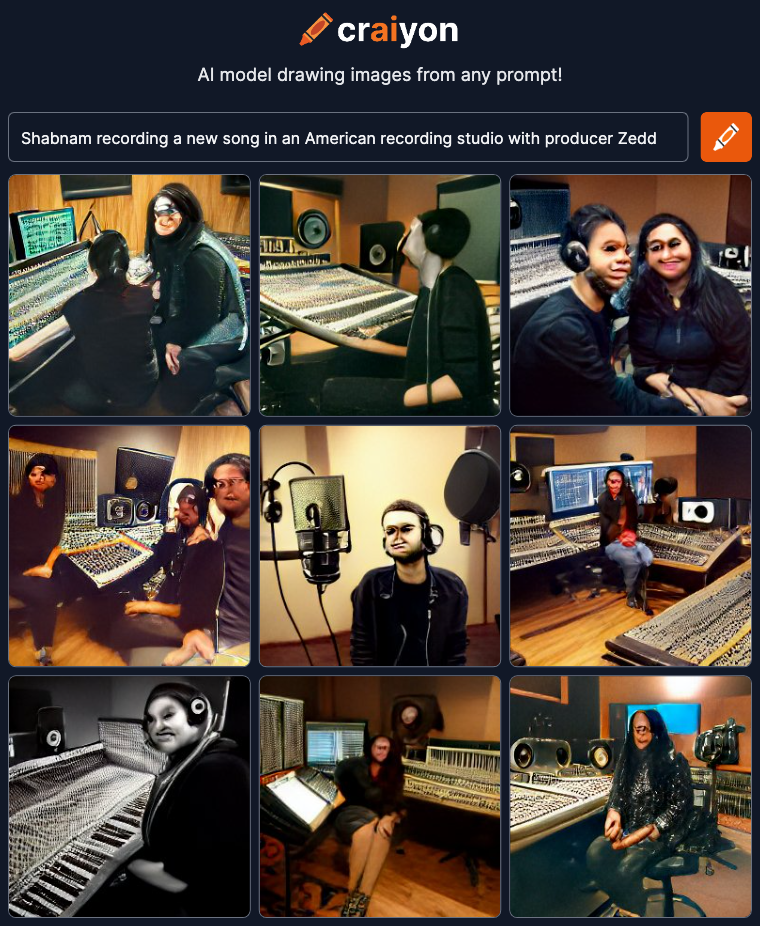 craiyon
AI model drawing images from any prompt!
Shabnam recording a new song in an American recording studio with producer Zedd